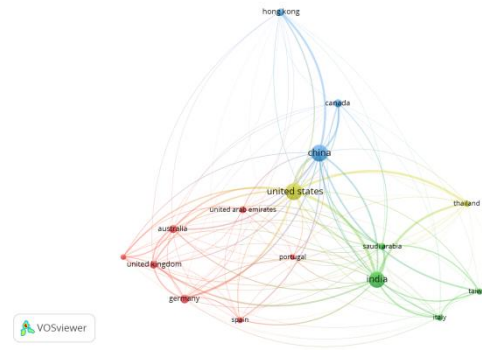 hong kong
canada
china
united states
thailand
united arab emirates
australia
saudi arabia
portugal
united kingdom
india
germany
italy
spain
VOSviewer